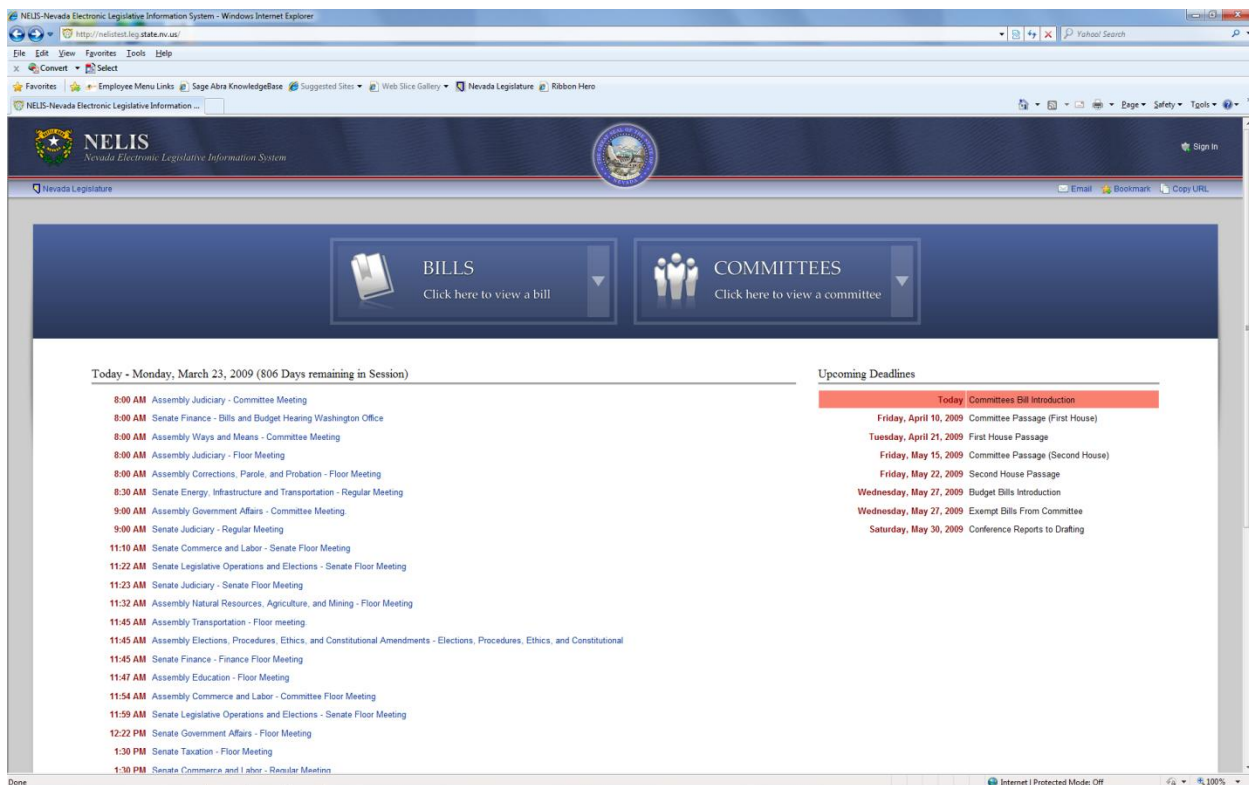 NELIS-Nevada Electronic Legislative Information System - Windows Internet Explorer
http://nelistest.leg.state.nv.us/
Yahoo! Search
File Edit View Favorites Tools Help
x Convert Select
Favorites Employee Menu Links Sage Abra KnowledgeBase Suggested Sites Web Slice Gallery Nevada Legislature Ribbon Hero
NELIS-Nevada Electronic Legislative Information ... Page Safety Tools
NELIS
Nevada Electronic Legislative Information System
Sign In
Nevada Legislature Email Bookmark Copy URL
BILLS
Click here to view a bill
COMMITTEES
Click here to view a committee
Today - Monday, March 23, 2009 (806 Days remaining in Session)
8:00 AM Assembly Judiciary - Committee Meeting
8:00 AM Senate Finance - Bills and Budget Hearing Washington Office
8:00 AM Assembly Ways and Means - Committee Meeting
8:00 AM Assembly Judiciary - Floor Meeting
8:00 AM Assembly Corrections, Parole, and Probation - Floor Meeting
8:30 AM Senate Energy, Infrastructure and Transportation - Regular Meeting
9:00 AM Assembly Government Affairs - Committee Meeting.
9:00 AM Senate Judiciary - Regular Meeting
11:10 AM Senate Commerce and Labor - Senate Floor Meeting
11:22 AM Senate Legislative Operations and Elections - Senate Floor Meeting
11:23 AM Senate Judiciary - Senate Floor Meeting
11:32 AM Assembly Natural Resources, Agriculture, and Mining - Floor Meeting
11:45 AM Assembly Transportation - Floor meeting.
11:45 AM Assembly Elections, Procedures, Ethics, and Constitutional Amendments - Elections, Procedures, Ethics, and Constitutional
11:45 AM Senate Finance - Finance Floor Meeting
11:47 AM Assembly Education - Floor Meeting
11:54 AM Assembly Commerce and Labor - Committee Floor Meeting
11:59 AM Senate Legislative Operations and Elections - Senate Floor Meeting
12:22 PM Senate Government Affairs - Floor Meeting
1:30 PM Senate Taxation - Floor Meeting
1:30 PM Senate Commerce and Labor - Regular Meeting
Upcoming Deadlines
Today Committees Bill Introduction
Friday, April 10, 2009 Committee Passage (First House)
Tuesday, April 21, 2009 First House Passage
Friday, May 15, 2009 Committee Passage (Second House)
Friday, May 22, 2009 Second House Passage
Wednesday, May 27, 2009 Budget Bills Introduction
Wednesday, May 27, 2009 Exempt Bills From Committee
Saturday, May 30, 2009 Conference Reports to Drafting
Done Internet | Protected Mode: Off 100%